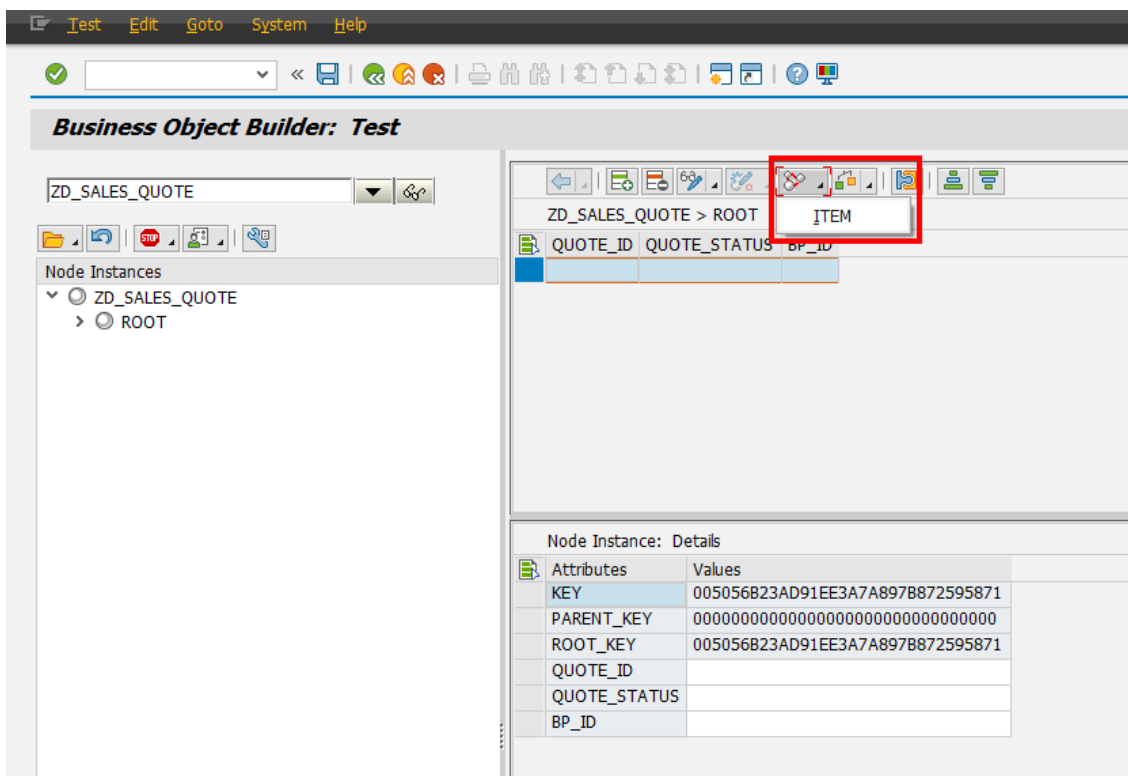 Test Edit Goto System Help
Business Object Builder: Test
ZD_SALES_QUOTE
STOP
Node Instances
ZD_SALES_QUOTE
ROOT
ZD_SALES_QUOTE > ROOT
ITEM
QUOTE_ID QUOTE_STATUS BP_ID
Node Instance: Details
Attributes Values
KEY 005056B23AD91EE3A7A897B872595871
PARENT_KEY 00000000000000000000000000000000
ROOT_KEY 005056B23AD91EE3A7A897B872595871
QUOTE_ID
QUOTE_STATUS
BP_ID